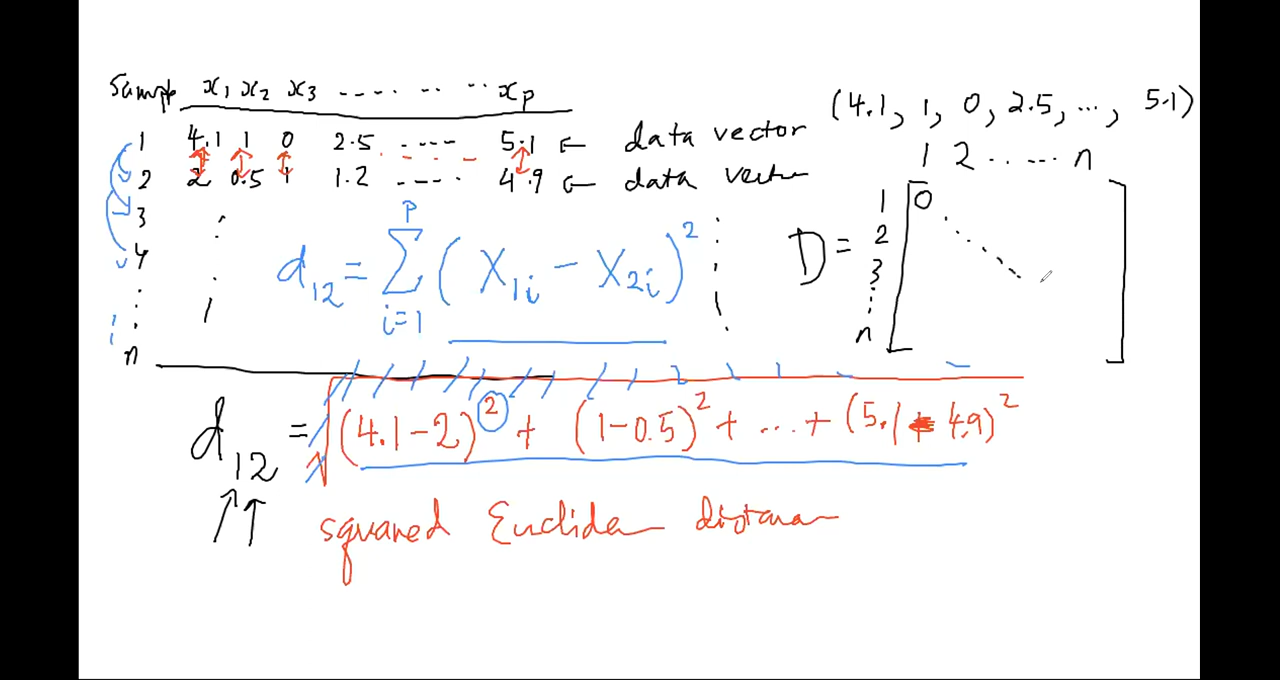 Sample x₁ x₂ x₃ ........ xₚ
1 4.1 1 0 2.5 ---- 5.1 ← data vector
2 2 0.5 1 1.2 ---- 4.9 ← data vector
3
4
n
(4.1, 1, 0, 2.5, ..., 5.1)
1 2 ...... n
1 0
D = 2
3
n
d₁₂ = Σᵢ₌₁ᵖ (X₁ᵢ − X₂ᵢ)²
d₁₂ = √(4.1−2)² + (1−0.5)² + ... + (5.1 − 4.9)²
squared Euclidean distance